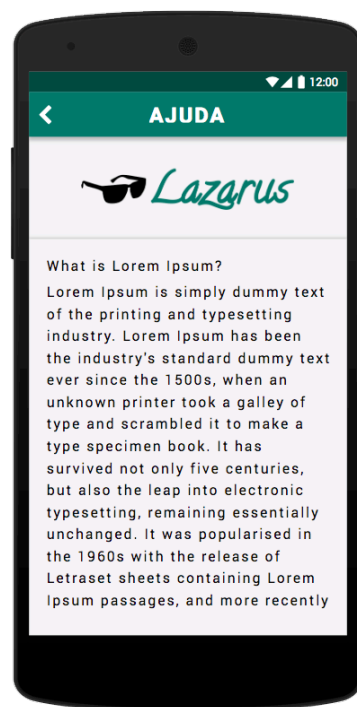 12:00
AJUDA
Lazarus
What is Lorem Ipsum?
Lorem Ipsum is simply dummy text
of the printing and typesetting
industry. Lorem Ipsum has been
the industry's standard dummy text
ever since the 1500s, when an
unknown printer took a galley of
type and scrambled it to make a
type specimen book. It has
survived not only five centuries,
but also the leap into electronic
typesetting, remaining essentially
unchanged. It was popularised in
the 1960s with the release of
Letraset sheets containing Lorem
Ipsum passages, and more recently